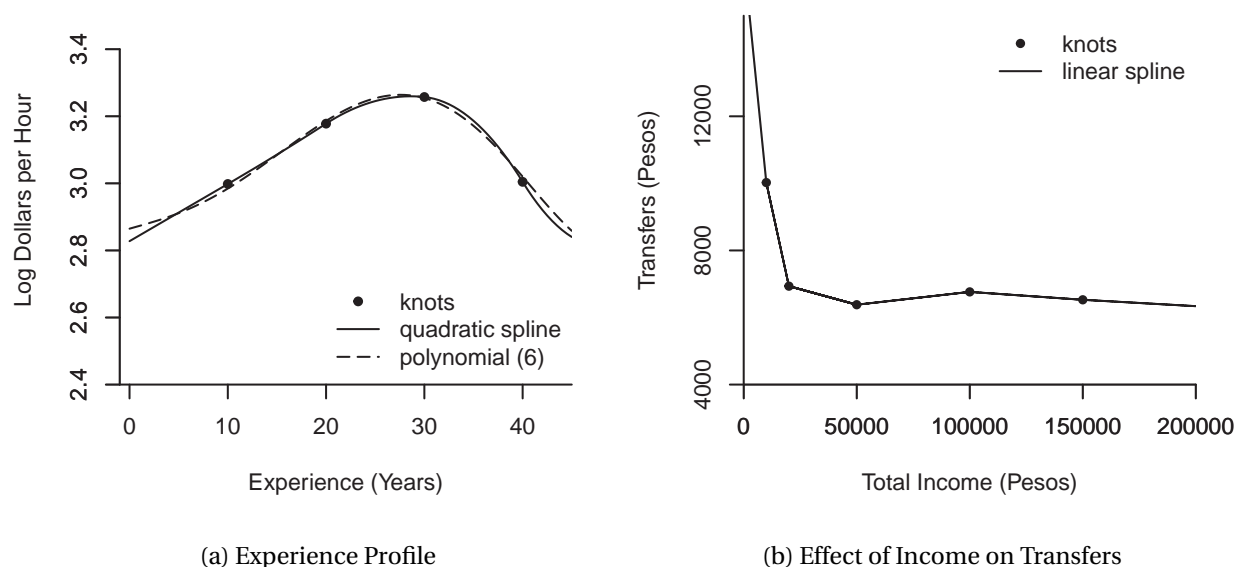 2.4 2.6 2.8 3.0 3.2 3.4
Log Dollars per Hour
knots
quadratic spline
polynomial (6)
0 10 20 30 40
Experience (Years)
(a) Experience Profile
4000 8000 12000
Transfers (Pesos)
knots
linear spline
0 50000 100000 150000 200000
Total Income (Pesos)
(b) Effect of Income on Transfers